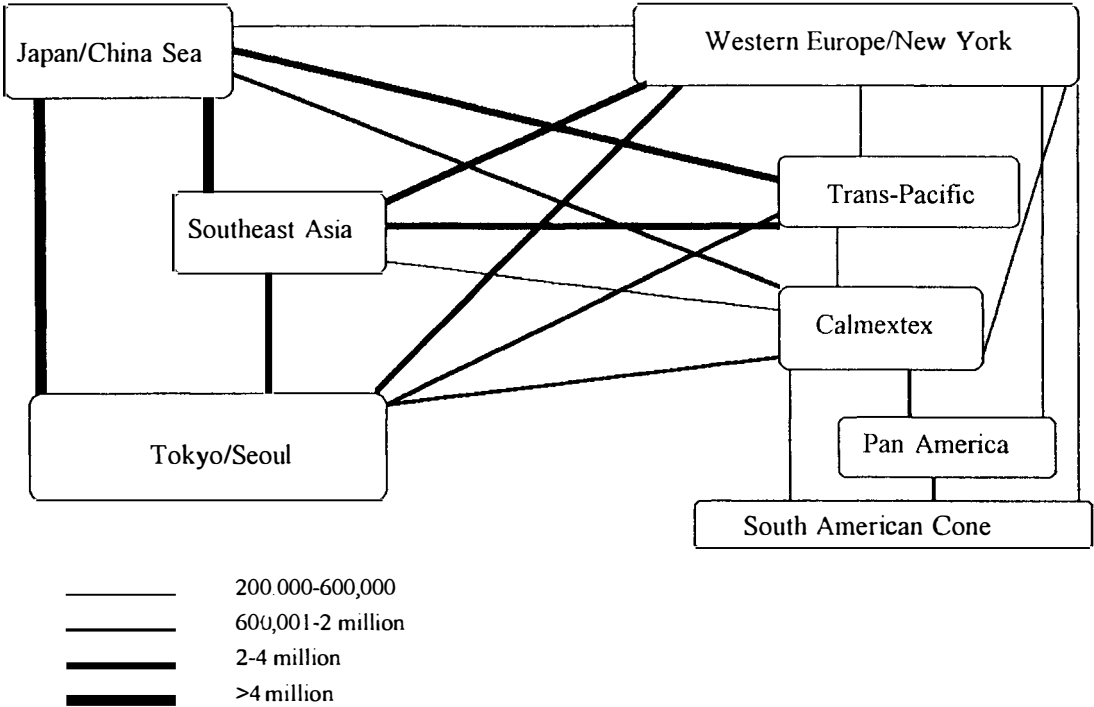 Japan/China Sea
Western Europe/New York
Trans-Pacific
Southeast Asia
Calmextex
Pan America
Tokyo/Seoul
South American Cone
200.000-600,000
600,001-2 million
2-4 million
>4 million